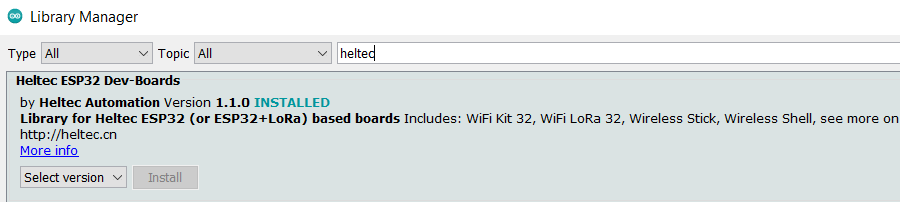 Library Manager
Type All Topic All heltec
Heltec ESP32 Dev-Boards
by Heltec Automation Version 1.1.0 INSTALLED
Library for Heltec ESP32 (or ESP32+LoRa) based boards Includes: WiFi Kit 32, WiFi LoRa 32, Wireless Stick, Wireless Shell, see more on
http://heltec.cn
More info
Select version Install